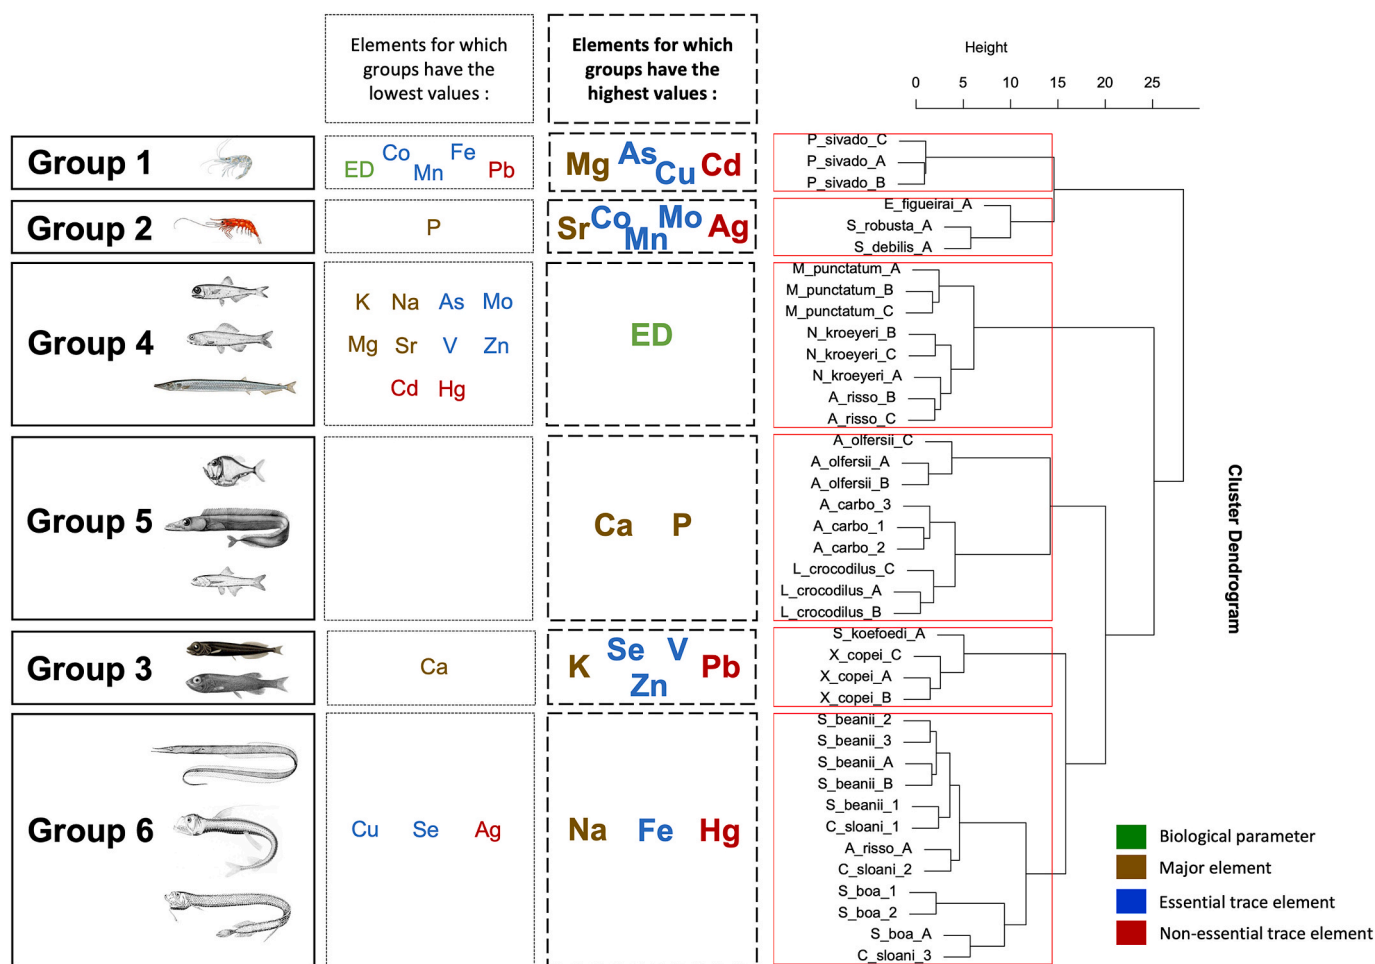 Elements for which
groups have the
lowest values :
Elements for which
groups have the
highest values :
Height
0 5 10 15 20 25
Group 1
ED Co Mn Fe Pb
Mg As Cu Cd
P_sivado_C
P_sivado_A
P_sivado_B
Group 2
P
Sr Co Mn Mo Ag
E_figueirai_A
S_robusta_A
S_debilis_A
Group 4
K Na As Mo
Mg Sr V Zn
Cd Hg
ED
M_punctatum_A
M_punctatum_B
M_punctatum_C
N_kroeyeri_B
N_kroeyeri_C
N_kroeyeri_A
A_risso_B
A_risso_C
Group 5
Ca P
A_olfersii_C
A_olfersii_A
A_olfersii_B
A_carbo_3
A_carbo_1
A_carbo_2
L_crocodilus_C
L_crocodilus_A
L_crocodilus_B
Group 3
Ca
K Se Zn V Pb
S_koefoedi_A
X_copei_C
X_copei_A
X_copei_B
Group 6
Cu Se Ag
Na Fe Hg
S_beanii_2
S_beanii_3
S_beanii_A
S_beanii_B
S_beanii_1
C_sloani_1
A_risso_A
C_sloani_2
S_boa_1
S_boa_2
S_boa_A
C_sloani_3
Cluster Dendrogram
Biological parameter
Major element
Essential trace element
Non-essential trace element